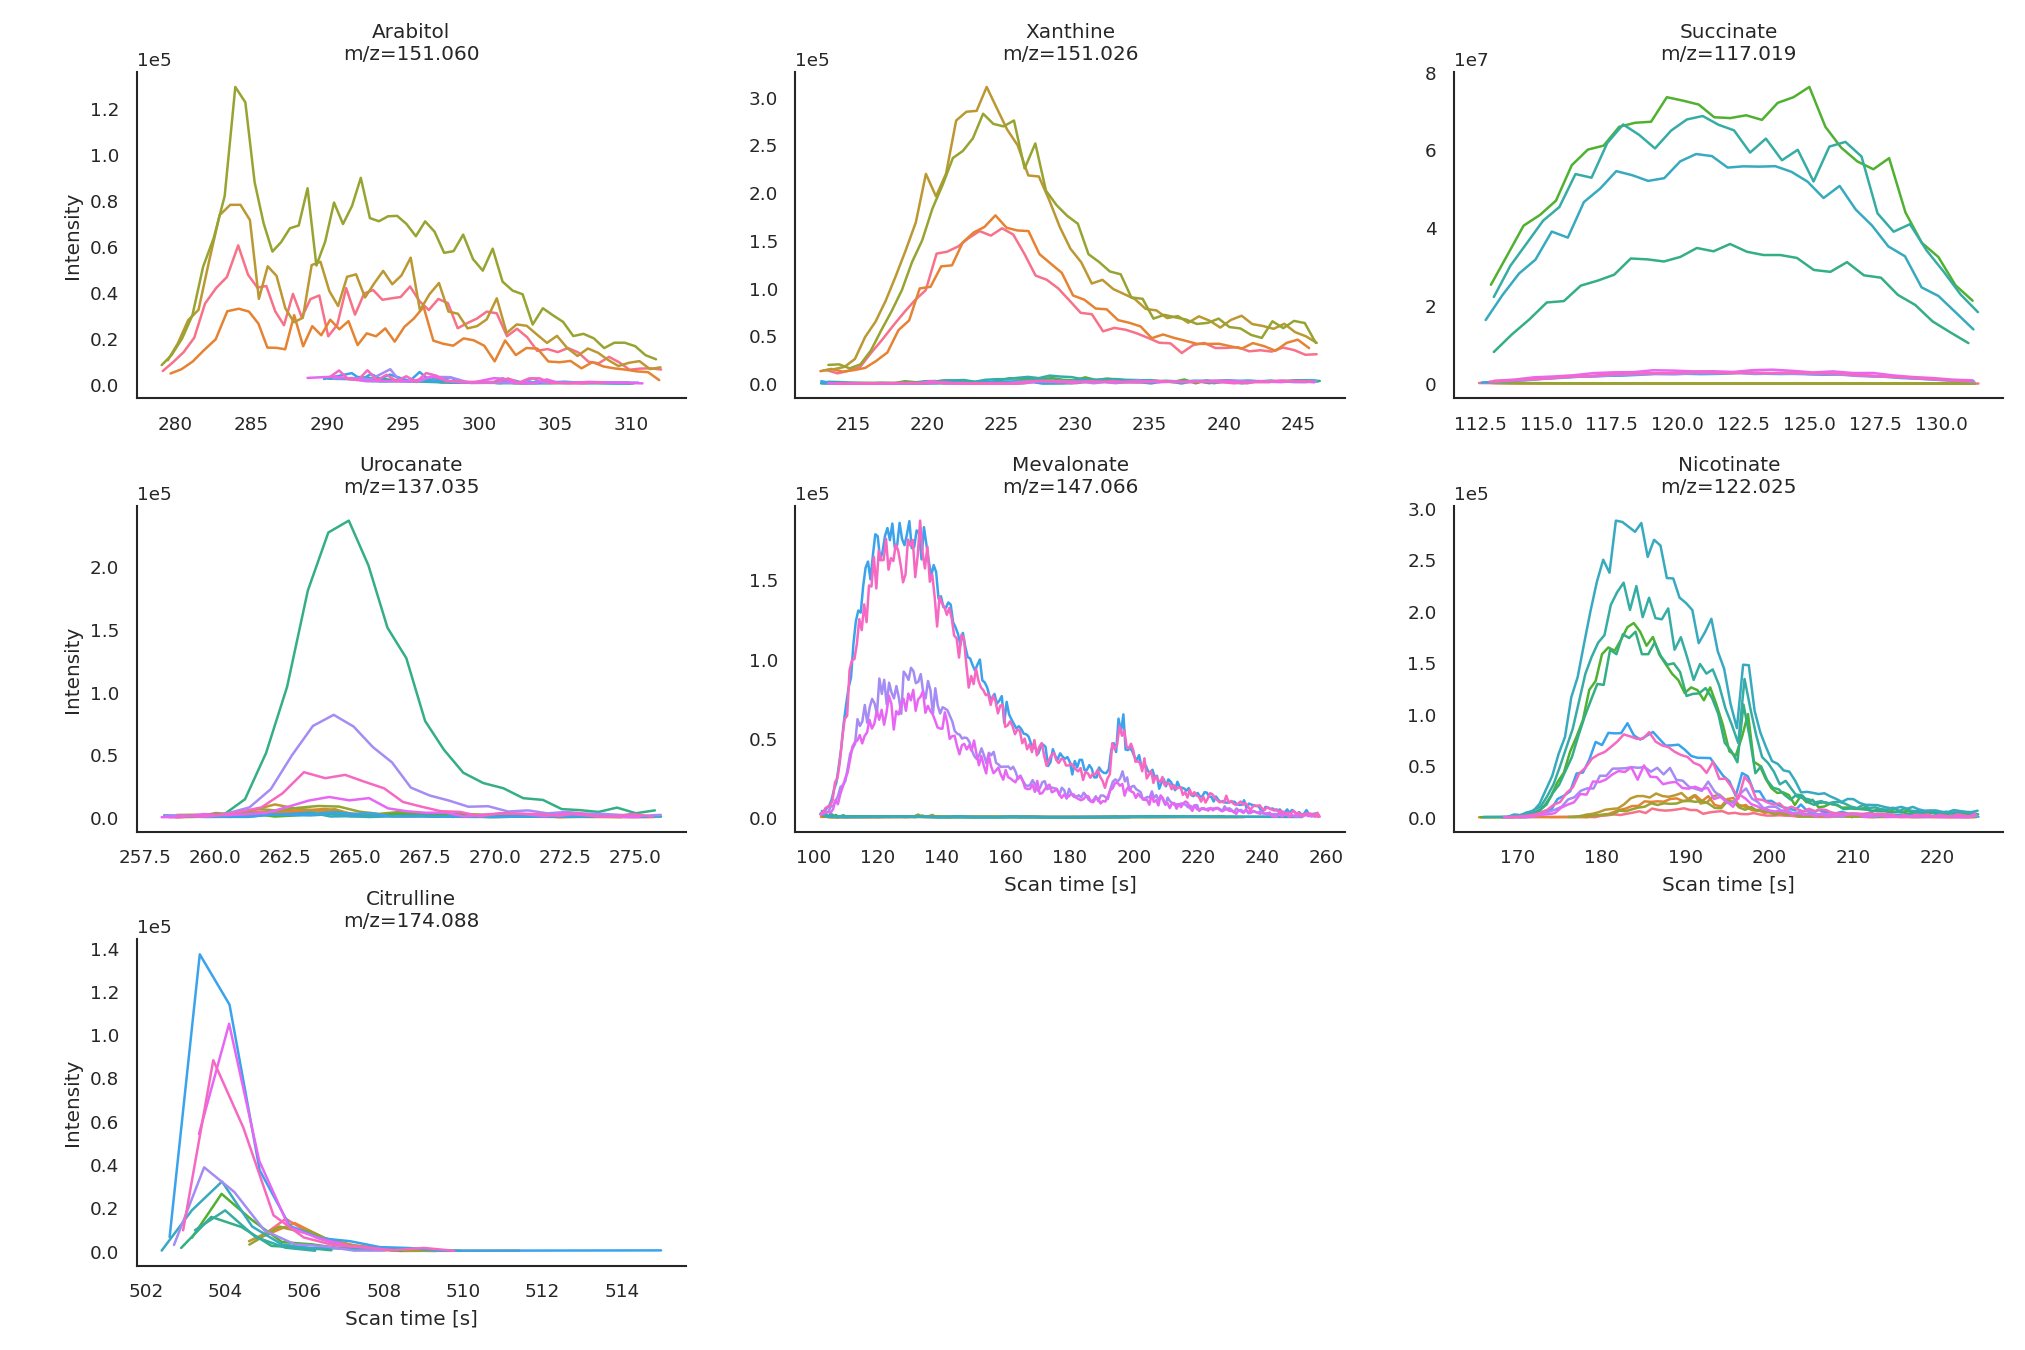 Arabitol
m/z=151.060
1e5
Intensity
1.2
1.0
0.8
0.6
0.4
0.2
0.0
280 285 290 295 300 305 310
Xanthine
m/z=151.026
1e5
3.0
2.5
2.0
1.5
1.0
0.5
0.0
215 220 225 230 235 240 245
Succinate
m/z=117.019
1e7
8
6
4
2
0
112.5 115.0 117.5 120.0 122.5 125.0 127.5 130.0
Urocanate
m/z=137.035
1e5
Intensity
2.0
1.5
1.0
0.5
0.0
257.5 260.0 262.5 265.0 267.5 270.0 272.5 275.0
Mevalonate
m/z=147.066
1e5
1.5
1.0
0.5
0.0
100 120 140 160 180 200 220 240 260
Scan time [s]
Nicotinate
m/z=122.025
1e5
3.0
2.5
2.0
1.5
1.0
0.5
0.0
170 180 190 200 210 220
Scan time [s]
Citrulline
m/z=174.088
1e5
Intensity
1.4
1.2
1.0
0.8
0.6
0.4
0.2
0.0
502 504 506 508 510 512 514
Scan time [s]